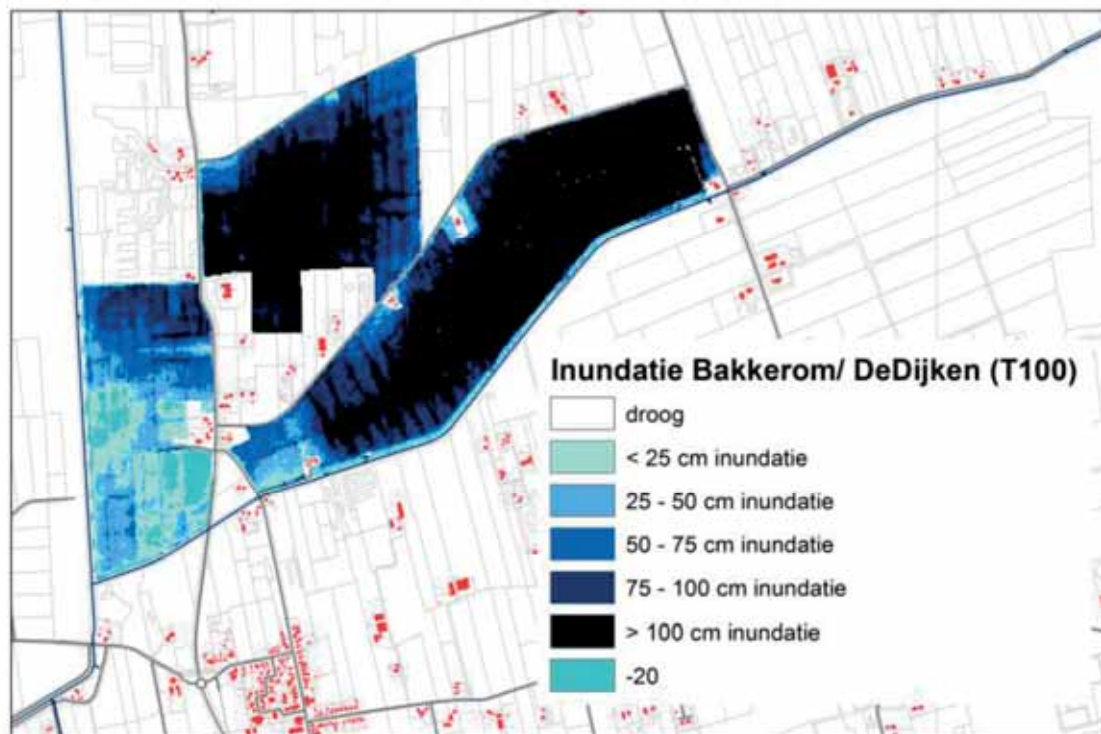 Inundatie Bakkerom/ DeDijken (T100)
droog
< 25 cm inundatie
25 - 50 cm inundatie
50 - 75 cm inundatie
75 - 100 cm inundatie
> 100 cm inundatie
-20